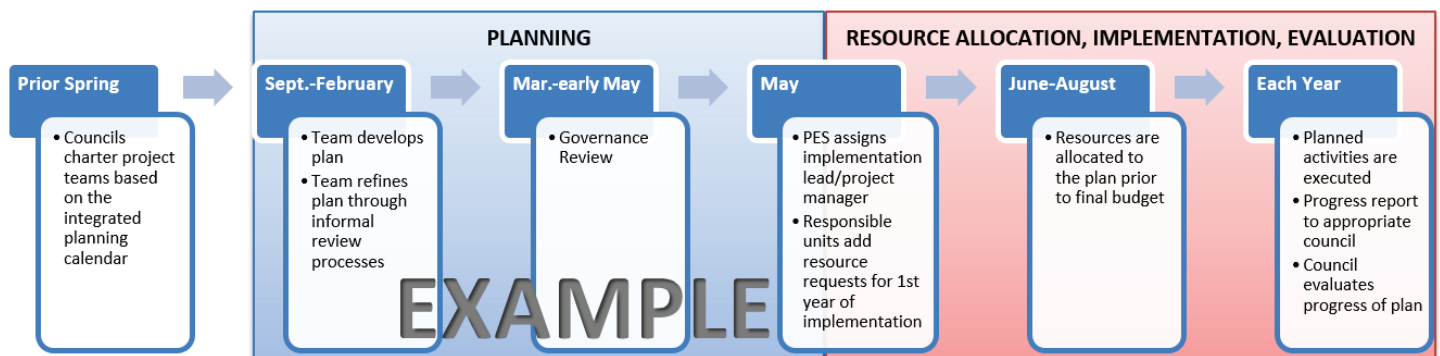 PLANNING
RESOURCE ALLOCATION, IMPLEMENTATION, EVALUATION
Prior Spring
• Councils
charter project
teams based
on the
integrated
planning
calendar
Sept.-February
• Team develops
plan
• Team refines
plan through
informal
review
processes
Mar.-early May
• Governance
Review
May
• PES assigns
implementation
lead/project
manager
• Responsible
units add
resource
requests for 1st
year of
implementation
June-August
• Resources are
allocated to
the plan prior
to final budget
Each Year
• Planned
activities are
executed
• Progress report
to appropriate
council
• Council
evaluates
progress of plan
EXAMPLE